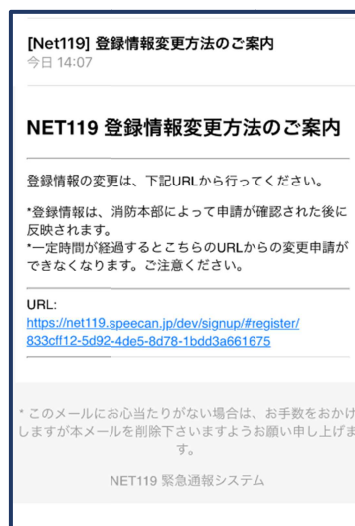 [Net119] 登録情報変更方法のご案内
今日 14:07
NET119 登録情報変更方法のご案内
登録情報の変更は、下記URLから行ってください。
*登録情報は、消防本部によって申請が確認された後に
反映されます。
*一定時間が経過するとこちらのURLからの変更申請が
できなくなります。ご注意ください。
URL:
https://net119.speecan.jp/dev/signup/#register/
833cff12-5d92-4de5-8d78-1bdd3a661675
* このメールにお心当たりがない場合は、お手数をおかけ
しますが本メールを削除下さいますようお願い申し上げま
す。
NET119 緊急通報システム